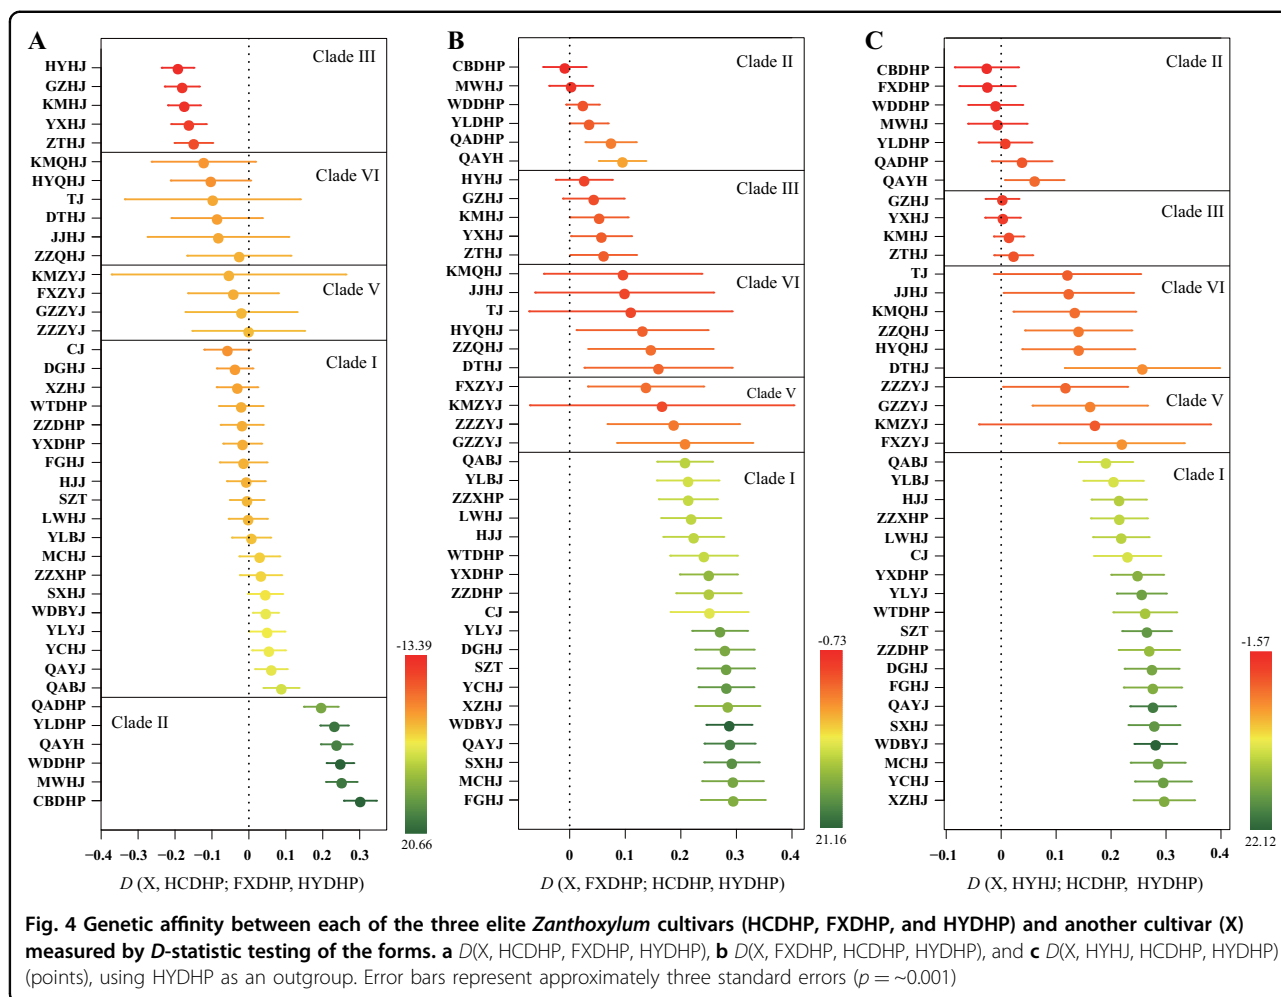 A
Clade III
HYHJ
GZHJ
KMHJ
YXHJ
ZTHJ
KMQHJ
Clade VI
HYQHJ
TJ
DTHJ
JJHJ
ZZQHJ
KMZYJ
Clade V
FXZYJ
GZZYJ
ZZZYJ
CJ
Clade I
DGHJ
XZHJ
WTDHP
ZZDHP
YXDHP
FGHJ
HJJ
SZT
LWHJ
YLBJ
MCHJ
ZZXHP
SXHJ
WDBYJ
YLYJ
YCHJ
QAYJ
QABJ
QADHP
Clade II
YLDHP
QAYH
WDDHP
MWHJ
CBDHP
-13.39
20.66
−0.4 −0.3 −0.2 −0.1 0 0.1 0.2 0.3
D (X, HCDHP; FXDHP, HYDHP)
B
Clade II
CBDHP
MWHJ
WDDHP
YLDHP
QADHP
QAYH
HYHJ
Clade III
GZHJ
KMHJ
YXHJ
ZTHJ
KMQHJ
Clade VI
JJHJ
TJ
HYQHJ
ZZQHJ
DTHJ
FXZYJ
Clade V
KMZYJ
ZZZYJ
GZZYJ
QABJ
Clade I
YLBJ
ZZXHP
LWHJ
HJJ
WTDHP
YXDHP
ZZDHP
CJ
YLYJ
DGHJ
SZT
YCHJ
XZHJ
WDBYJ
QAYJ
SXHJ
MCHJ
FGHJ
-0.73
21.16
0 0.1 0.2 0.3 0.4
D (X, FXDHP; HCDHP, HYDHP)
C
Clade II
CBDHP
FXDHP
WDDHP
MWHJ
YLDHP
QADHP
QAYH
GZHJ
Clade III
YXHJ
KMHJ
ZTHJ
TJ
Clade VI
JJHJ
KMQHJ
ZZQHJ
HYQHJ
DTHJ
ZZZYJ
Clade V
GZZYJ
KMZYJ
FXZYJ
QABJ
Clade I
YLBJ
HJJ
ZZXHP
LWHJ
CJ
YXDHP
YLYJ
WTDHP
SZT
ZZDHP
DGHJ
FGHJ
QAYJ
SXHJ
WDBYJ
MCHJ
YCHJ
XZHJ
-1.57
22.12
−0.1 0 0.1 0.2 0.3 0.4
D (X, HYHJ; HCDHP, HYDHP)
Fig. 4 Genetic affinity between each of the three elite Zanthoxylum cultivars (HCDHP, FXDHP, and HYDHP) and another cultivar (X)
measured by D-statistic testing of the forms. a D(X, HCDHP, FXDHP, HYDHP), b D(X, FXDHP, HCDHP, HYDHP), and c D(X, HYHJ, HCDHP, HYDHP)
(points), using HYDHP as an outgroup. Error bars represent approximately three standard errors (p = ~0.001)